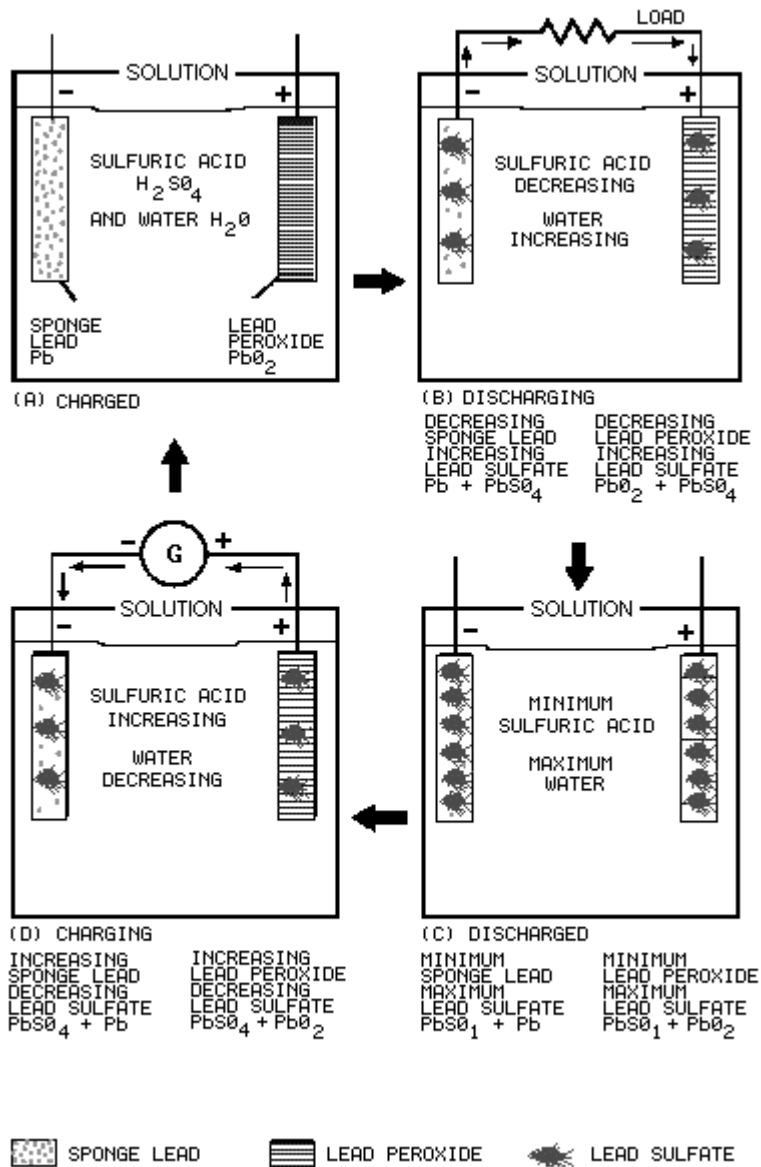 SOLUTION
- +
SULFURIC ACID
H2SO4
AND WATER H2O
SPONGE
LEAD
Pb
LEAD
PEROXIDE
PbO2
(A) CHARGED
LOAD
SOLUTION
- +
SULFURIC ACID
DECREASING
WATER
INCREASING
(B) DISCHARGING
DECREASING
SPONGE LEAD
INCREASING
LEAD SULFATE
Pb + PbSO4
DECREASING
LEAD PEROXIDE
INCREASING
LEAD SULFATE
PbO2 + PbSO4
- G +
SOLUTION
- +
SULFURIC ACID
INCREASING
WATER
DECREASING
(D) CHARGING
INCREASING
SPONGE LEAD
DECREASING
LEAD SULFATE
PbSO4 + Pb
INCREASING
LEAD PEROXIDE
DECREASING
LEAD SULFATE
PbSO4 + PbO2
SOLUTION
- +
MINIMUM
SULFURIC ACID
MAXIMUM
WATER
(C) DISCHARGED
MINIMUM
SPONGE LEAD
MAXIMUM
LEAD SULFATE
PbSO1 + Pb
MINIMUM
LEAD PEROXIDE
MAXIMUM
LEAD SULFATE
PbSO1 + PbO2
SPONGE LEAD
LEAD PEROXIDE
LEAD SULFATE